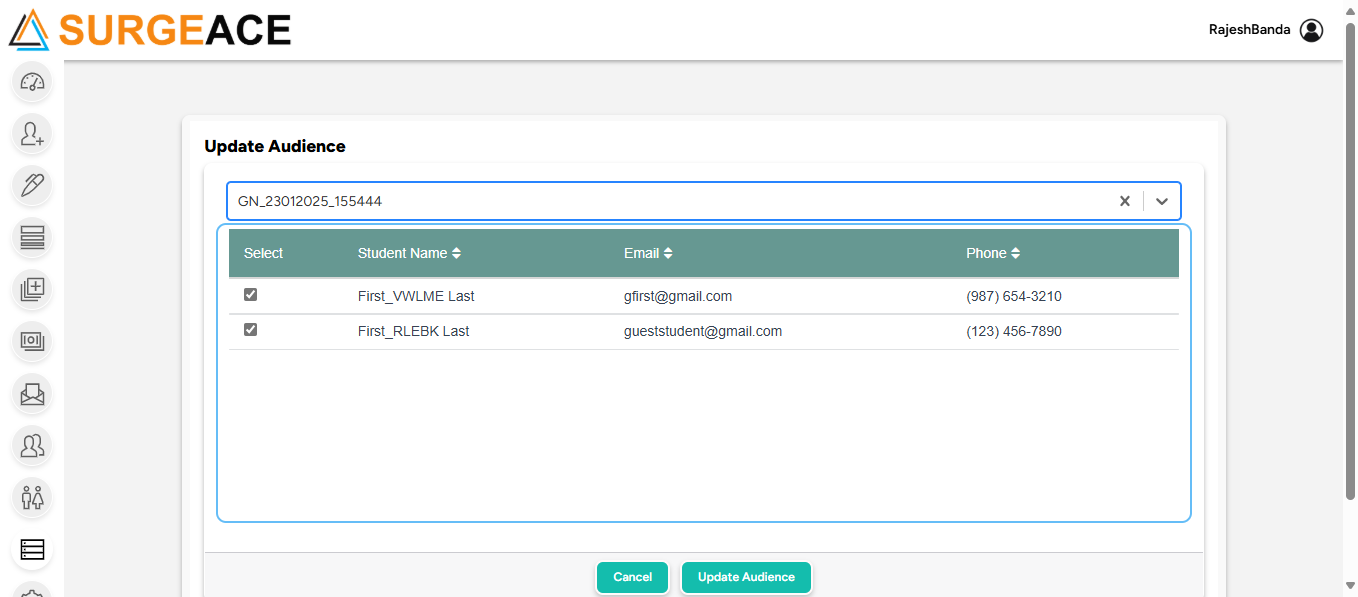 SURGEACE
RajeshBanda
Update Audience
GN_23012025_155444
Select Student Name Email Phone
First_VWLME Last gfirst@gmail.com (987) 654-3210
First_RLEBK Last gueststudent@gmail.com (123) 456-7890
Cancel Update Audience